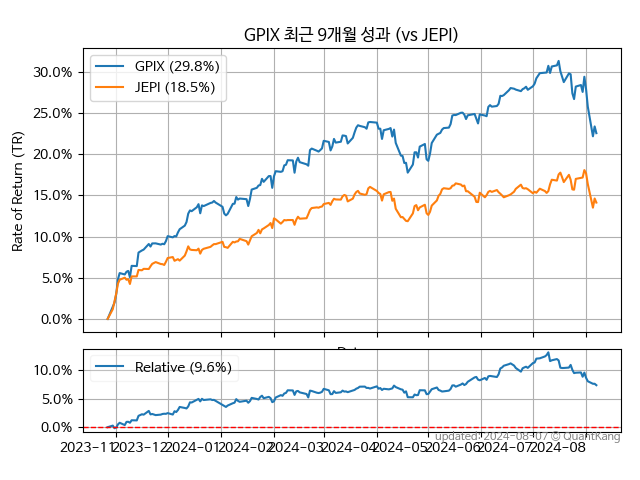 GPIX 최근 9개월 성과 (vs JEPI)
GPIX (29.8%)
JEPI (18.5%)
Rate of Return (TR)
30.0%
25.0%
20.0%
15.0%
10.0%
5.0%
0.0%
Relative (9.6%)
10.0%
5.0%
0.0%
2023-11 2023-12 2024-01 2024-02 2024-03 2024-04 2024-05 2024-06 2024-07 2024-08
updated: 2024-08-07 © QuantKang